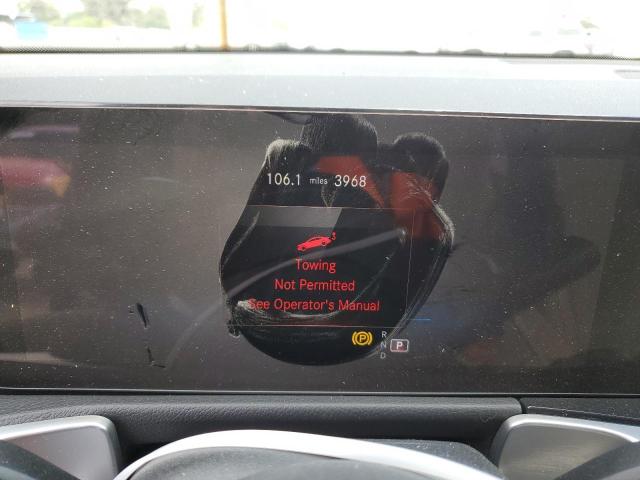 106.1 miles 3968
Towing
Not Permitted
See Operator's Manual
P
R
N P
D